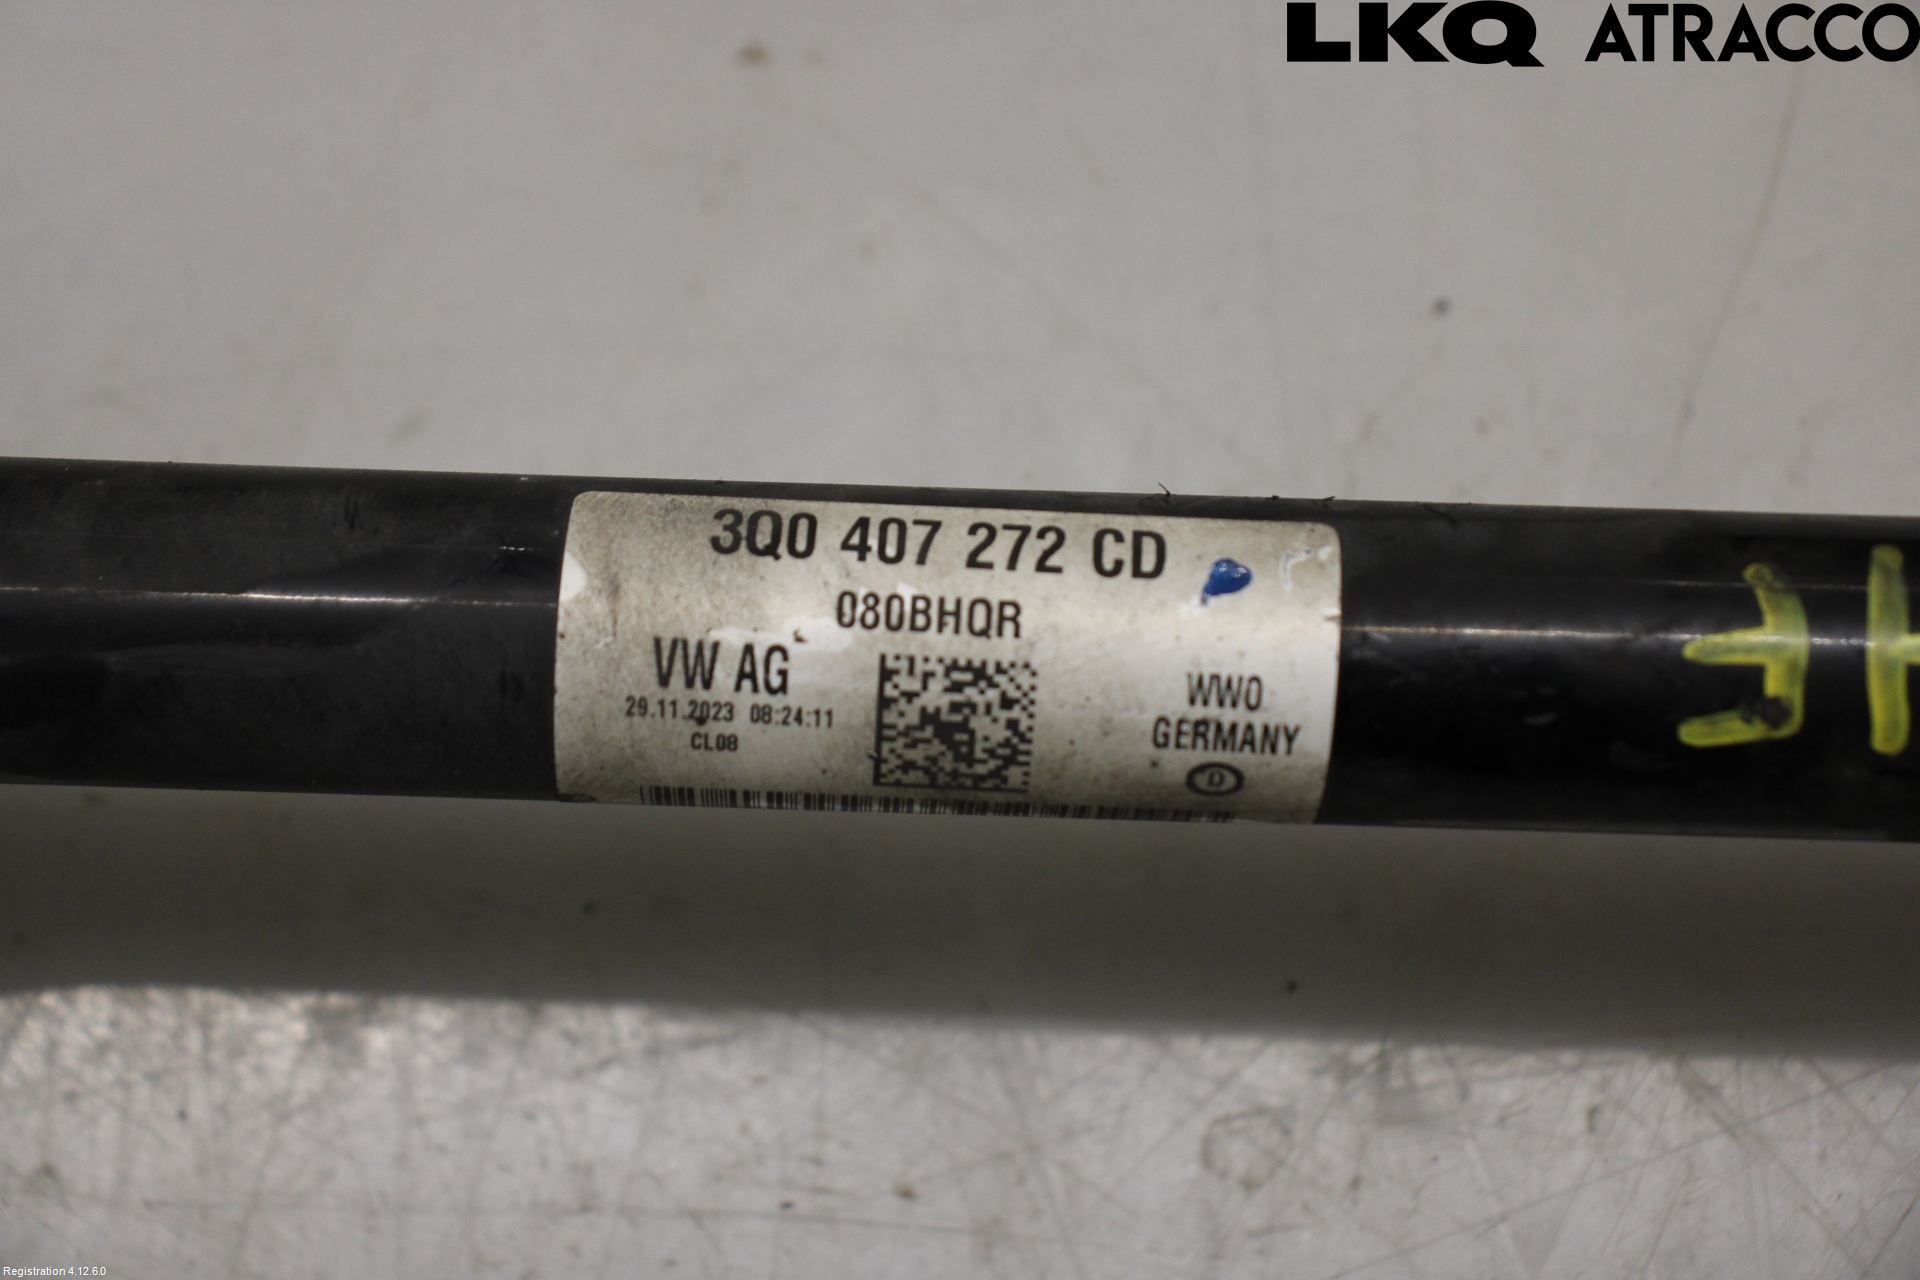 LKQ ATRACCO
3Q0 407 272 CD
080BHQR
VW AG
29.11.2023 08:24:11
CL08
WWO
GERMANY
D
Registration 4.12.6.0